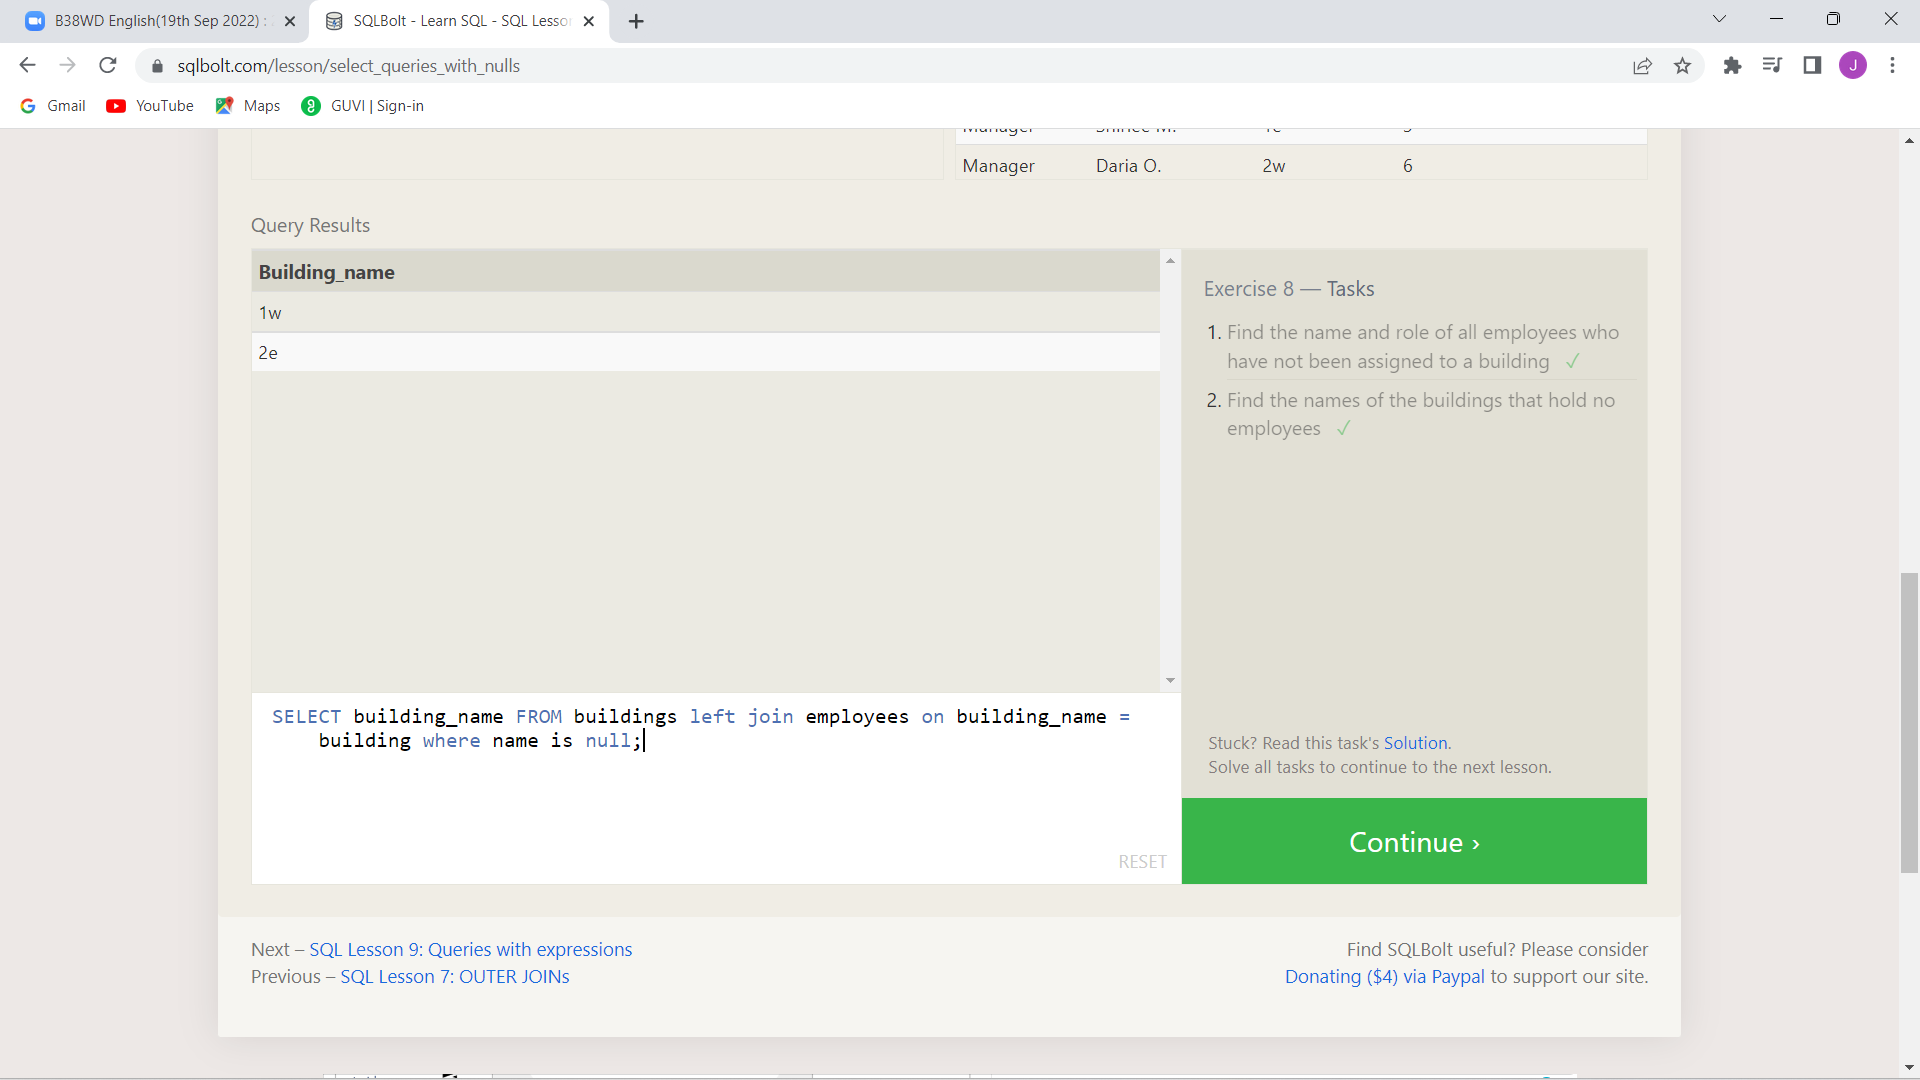 B38WD English(19th Sep 2022) :
SQLBolt - Learn SQL - SQL Lesso
sqlbolt.com/lesson/select_queries_with_nulls
J
Gmail
YouTube
Maps
GUVI | Sign-in
Manager Daria O. 2w 6
Query Results
Building_name
1w
2e
Exercise 8 — Tasks
1. Find the name and role of all employees who
have not been assigned to a building ✓
2. Find the names of the buildings that hold no
employees ✓
SELECT building_name FROM buildings left join employees on building_name =
building where name is null;
RESET
Stuck? Read this task's Solution.
Solve all tasks to continue to the next lesson.
Continue ›
Next – SQL Lesson 9: Queries with expressions
Previous – SQL Lesson 7: OUTER JOINs
Find SQLBolt useful? Please consider
Donating ($4) via Paypal to support our site.